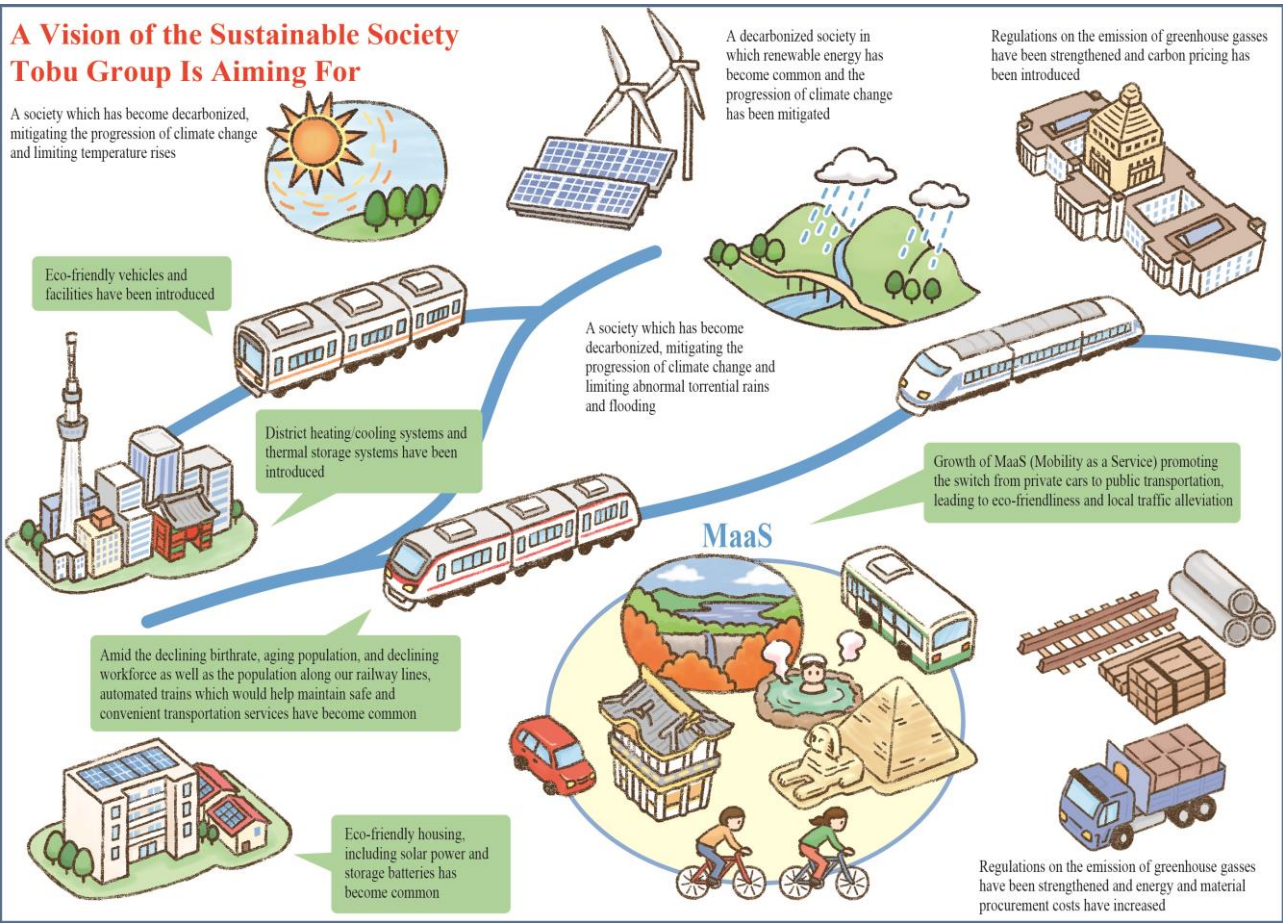 A Vision of the Sustainable Society
Tobu Group Is Aiming For
A society which has become decarbonized,
mitigating the progression of climate change
and limiting temperature rises
A decarbonized society in
which renewable energy has
become common and the
progression of climate change
has been mitigated
Regulations on the emission of greenhouse gasses
have been strengthened and carbon pricing has
been introduced
Eco-friendly vehicles and
facilities have been introduced
A society which has become
decarbonized, mitigating the
progression of climate change and
limiting abnormal torrential rains
and flooding
District heating/cooling systems and
thermal storage systems have been
introduced
Growth of MaaS (Mobility as a Service) promoting
the switch from private cars to public transportation,
leading to eco-friendliness and local traffic alleviation
MaaS
Amid the declining birthrate, aging population, and declining
workforce as well as the population along our railway lines,
automated trains which would help maintain safe and
convenient transportation services have become common
Eco-friendly housing,
including solar power and
storage batteries has
become common
Regulations on the emission of greenhouse gasses
have been strengthened and energy and material
procurement costs have increased